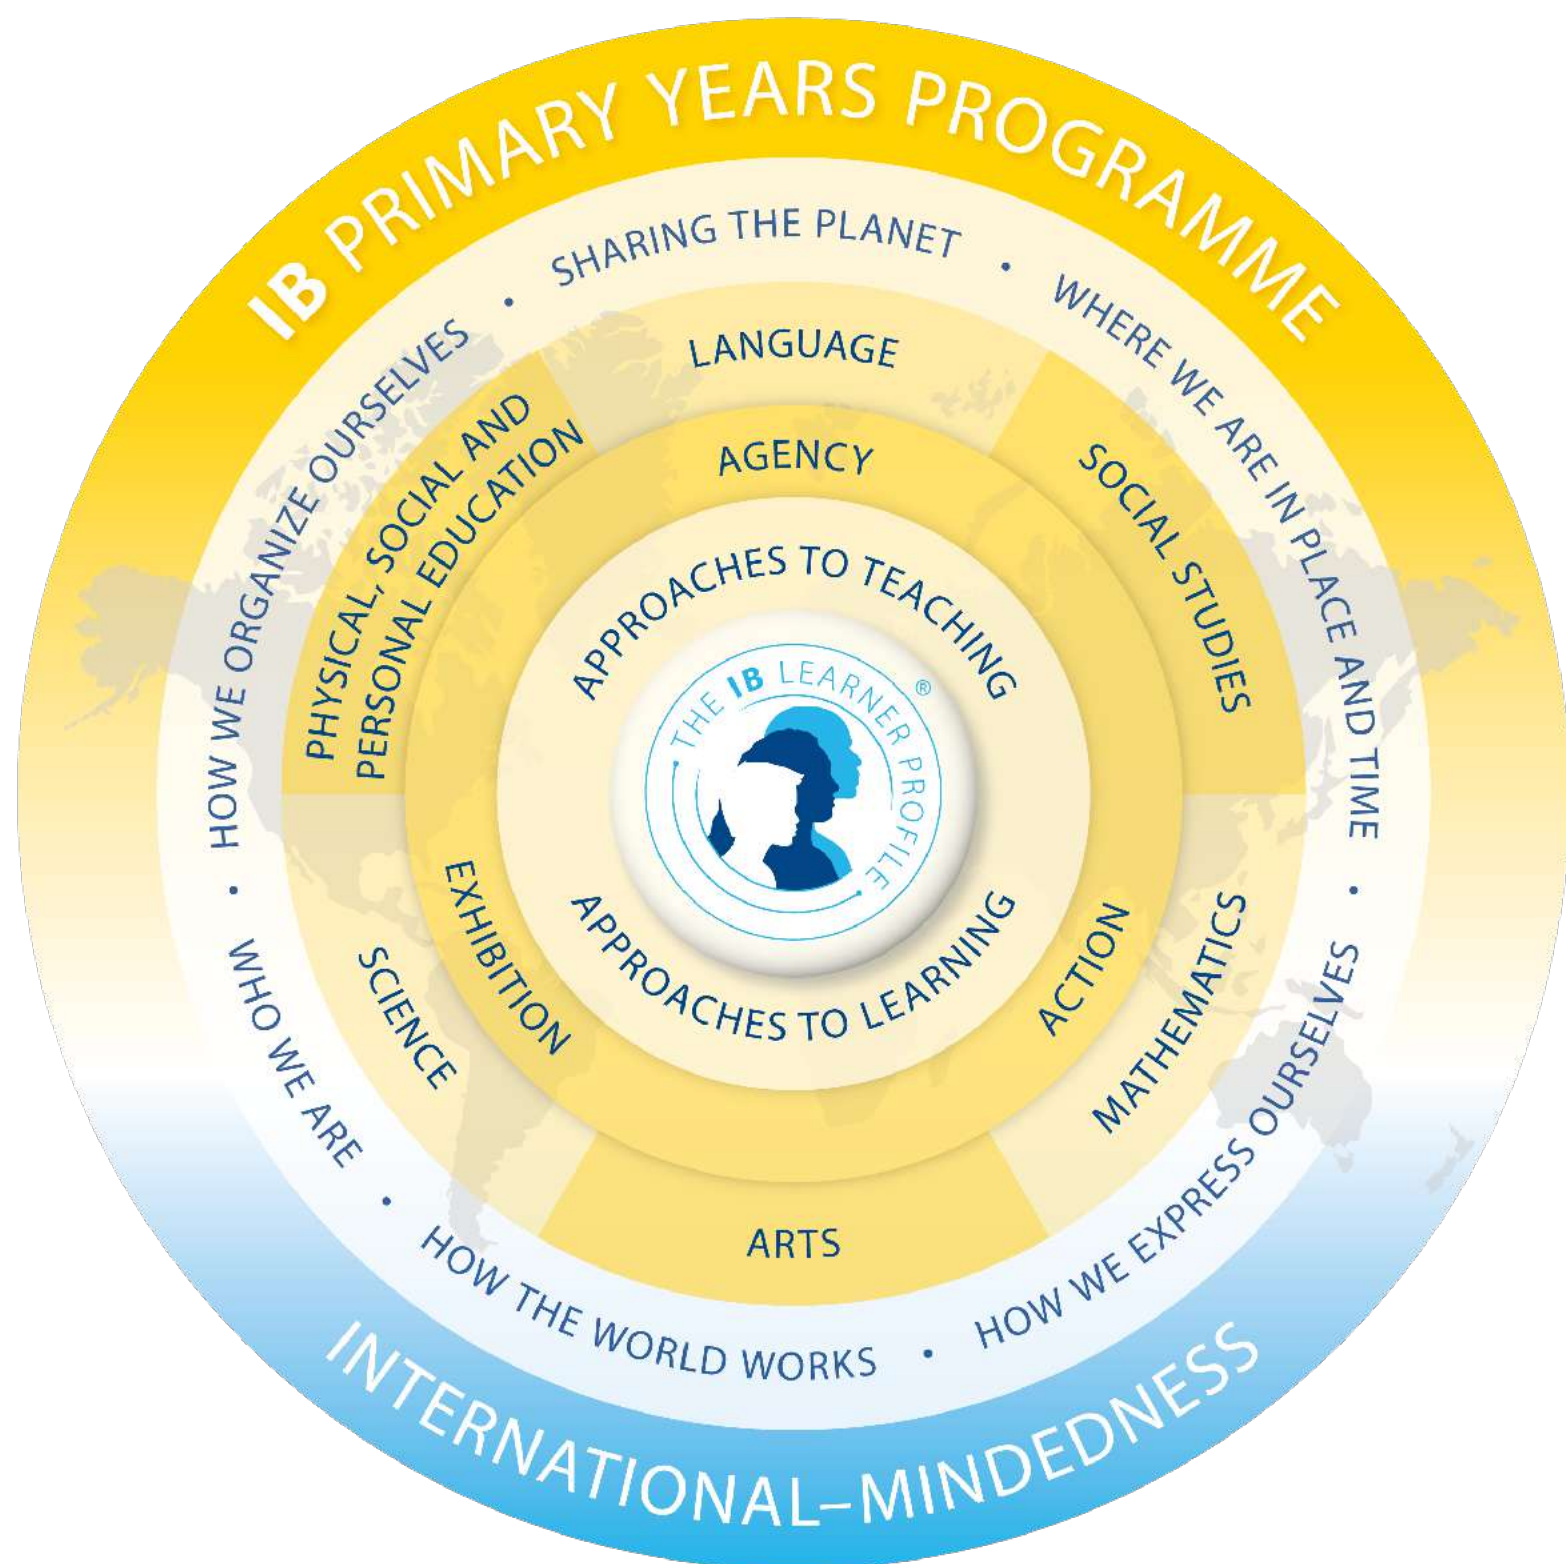 IB PRIMARY YEARS PROGRAMME
SHARING THE PLANET •
WHERE WE ARE IN PLACE AND TIME •
HOW WE EXPRESS OURSELVES •
HOW THE WORLD WORKS •
WHO WE ARE •
HOW WE ORGANIZE OURSELVES •
LANGUAGE
SOCIAL STUDIES
MATHEMATICS
ARTS
SCIENCE
PHYSICAL, SOCIAL AND
PERSONAL EDUCATION
AGENCY
ACTION
EXHIBITION
APPROACHES TO TEACHING
THE IB LEARNER PROFILE ®
APPROACHES TO LEARNING
INTERNATIONAL–MINDEDNESS